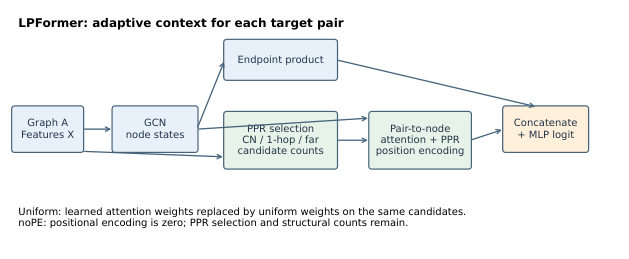 LPFormer: adaptive context for each target pair
Endpoint product
Graph A
Features X
GCN
node states
PPR selection
CN / 1-hop / far
candidate counts
Pair-to-node
attention + PPR
position encoding
Concatenate
+ MLP logit
Uniform: learned attention weights replaced by uniform weights on the same candidates.
noPE: positional encoding is zero; PPR selection and structural counts remain.